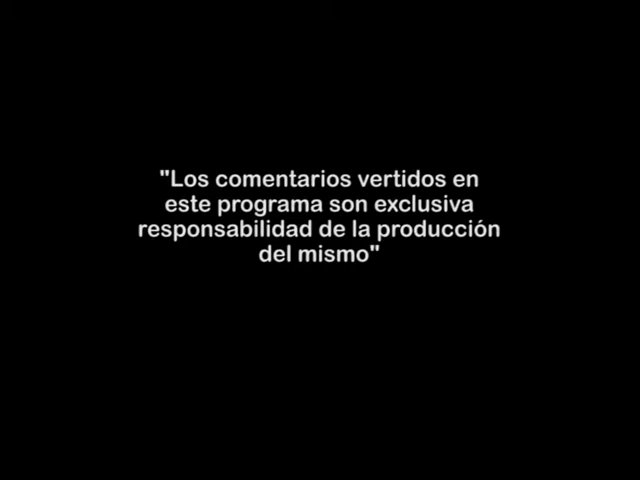 "Los comentarios vertidos en
este programa son exclusiva
responsabilidad de la producción
del mismo"